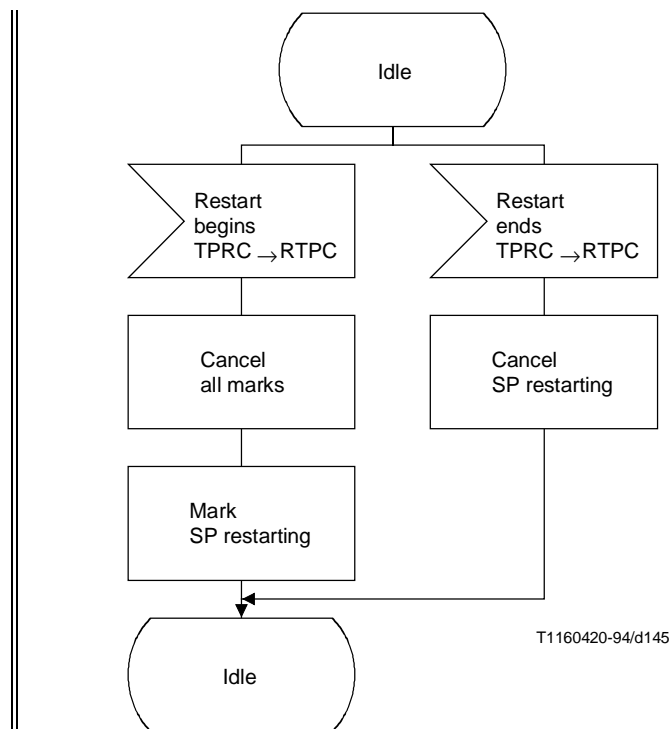 Idle
Restart
begins
TPRC → RTPC
Restart
ends
TPRC → RTPC
Cancel
all marks
Cancel
SP restarting
Mark
SP restarting
T1160420-94/d145
Idle